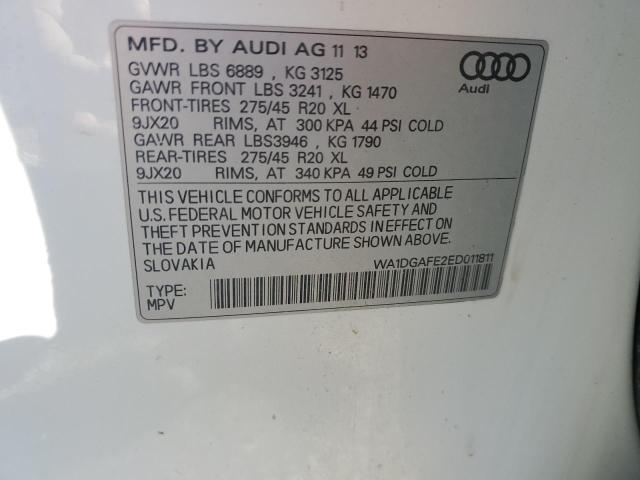 MFD. BY AUDI AG 11 13
GVWR LBS 6889 , KG 3125
GAWR FRONT LBS 3241 , KG 1470
FRONT-TIRES 275/45 R20 XL
9JX20 RIMS, AT 300 KPA 44 PSI COLD
GAWR REAR LBS3946 , KG 1790
REAR-TIRES 275/45 R20 XL
9JX20 RIMS, AT 340 KPA 49 PSI COLD
Audi
THIS VEHICLE CONFORMS TO ALL APPLICABLE
U.S. FEDERAL MOTOR VEHICLE SAFETY AND
THEFT PREVENTION STANDARDS IN EFFECT ON
THE DATE OF MANUFACTURE SHOWN ABOVE.
SLOVAKIA WA1DGAFE2ED011811
TYPE:
MPV